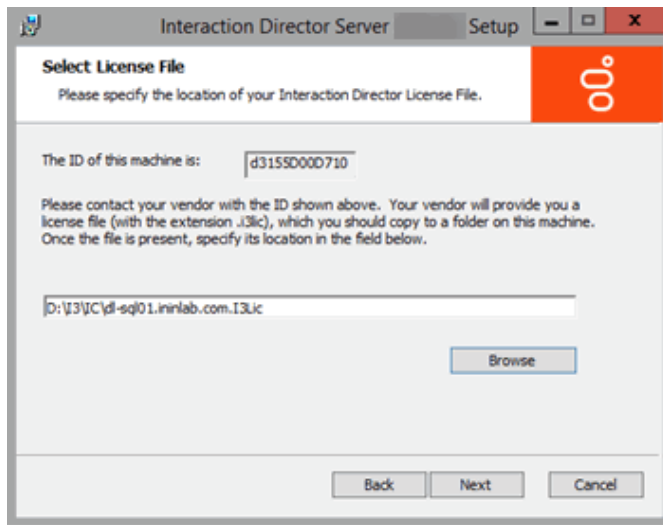 Interaction Director Server Setup
Select License File
Please specify the location of your Interaction Director License File.
The ID of this machine is: d3155D00D710
Please contact your vendor with the ID shown above. Your vendor will provide you a
license file (with the extension .i3lic), which you should copy to a folder on this machine.
Once the file is present, specify its location in the field below.
D:\I3\IC\dl-sql01.ininlab.com.I3Lic
Browse
Back Next Cancel